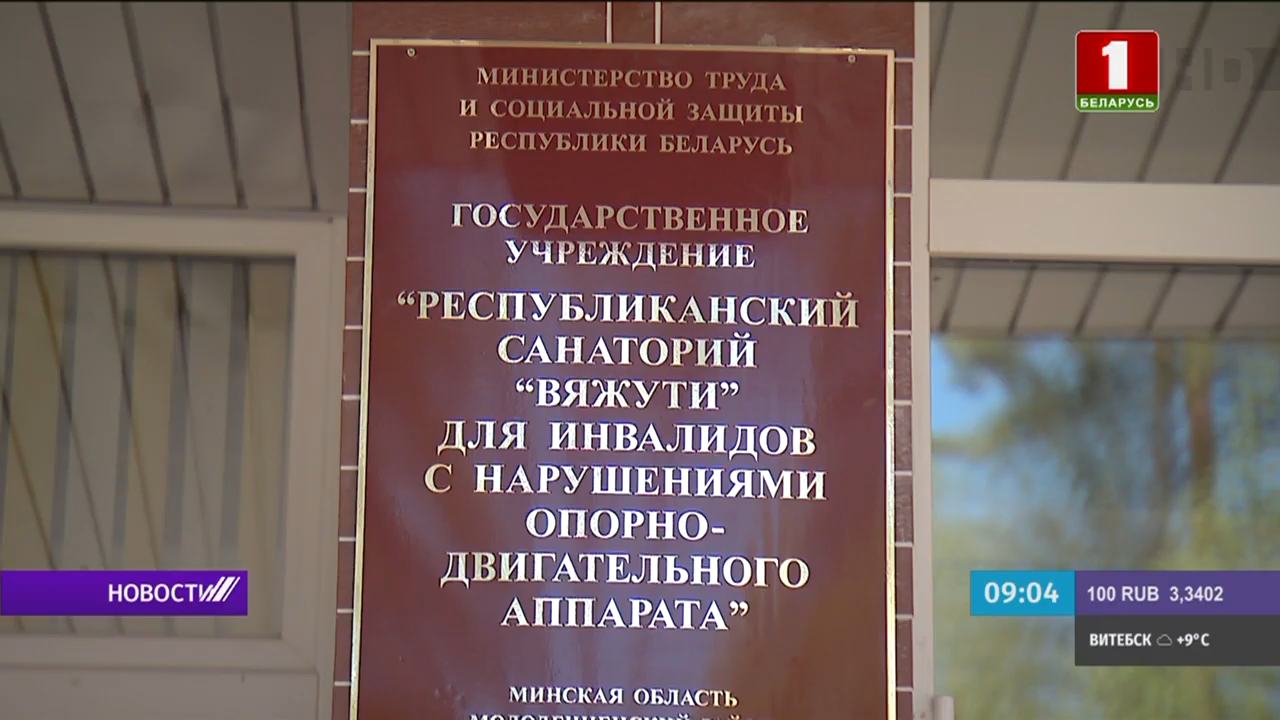 МИНИСТЕРСТВО ТРУДА
И СОЦИАЛЬНОЙ ЗАЩИТЫ
РЕСПУБЛИКИ БЕЛАРУСЬ
ГОСУДАРСТВЕННОЕ
УЧРЕЖДЕНИЕ
“РЕСПУБЛИКАНСКИЙ
САНАТОРИЙ
“ВЯЖУТИ”
ДЛЯ ИНВАЛИДОВ
С НАРУШЕНИЯМИ
ОПОРНО-
ДВИГАТЕЛЬНОГО
АППАРАТА”
МИНСКАЯ ОБЛАСТЬ
1
БЕЛАРУСЬ
HD
НОВОСТИ
09:04
100 RUB 3,3402
ВИТЕБСК +9°C